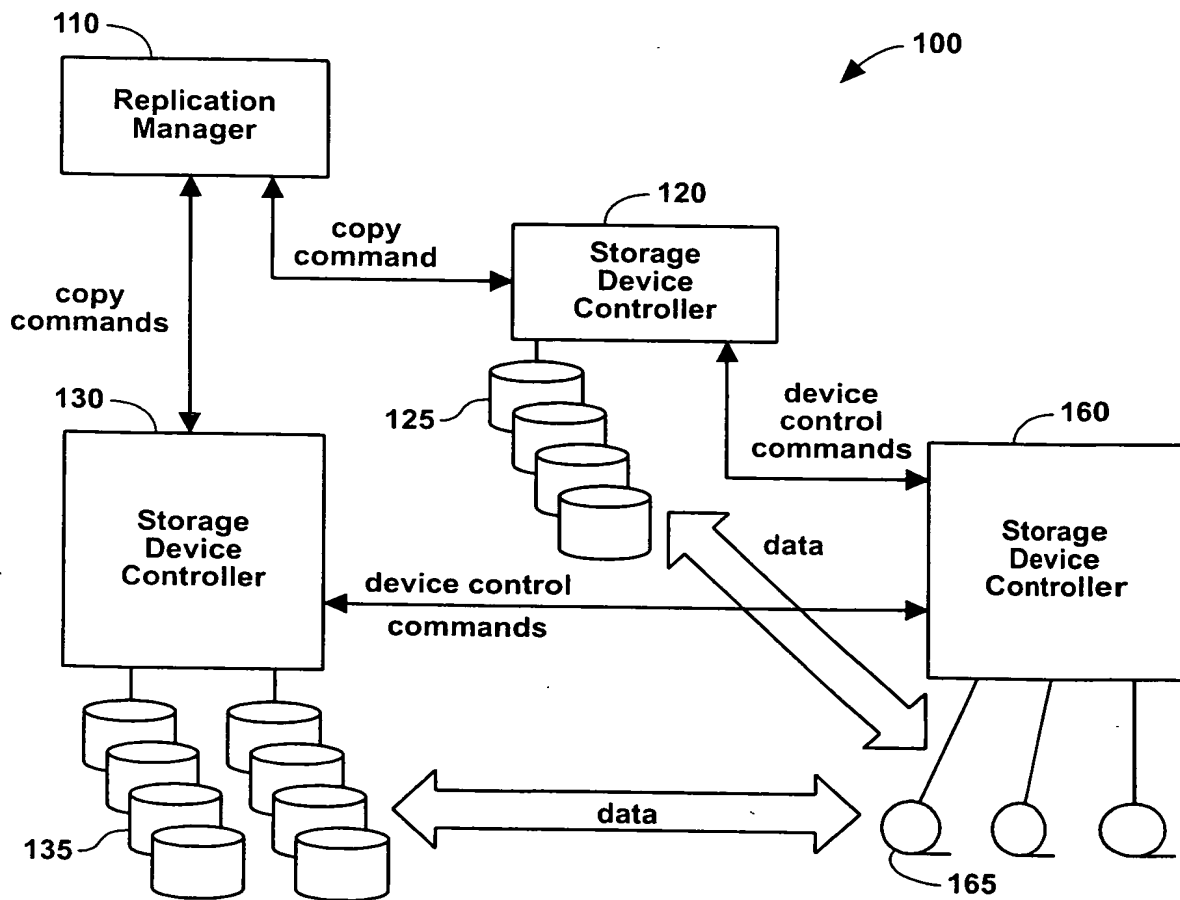 110
100
Replication
Manager
120
copy
command
Storage
Device
Controller
copy
commands
130
125
device
control
commands
160
Storage
Device
Controller
data
Storage
Device
Controller
device control
commands
data
135
165